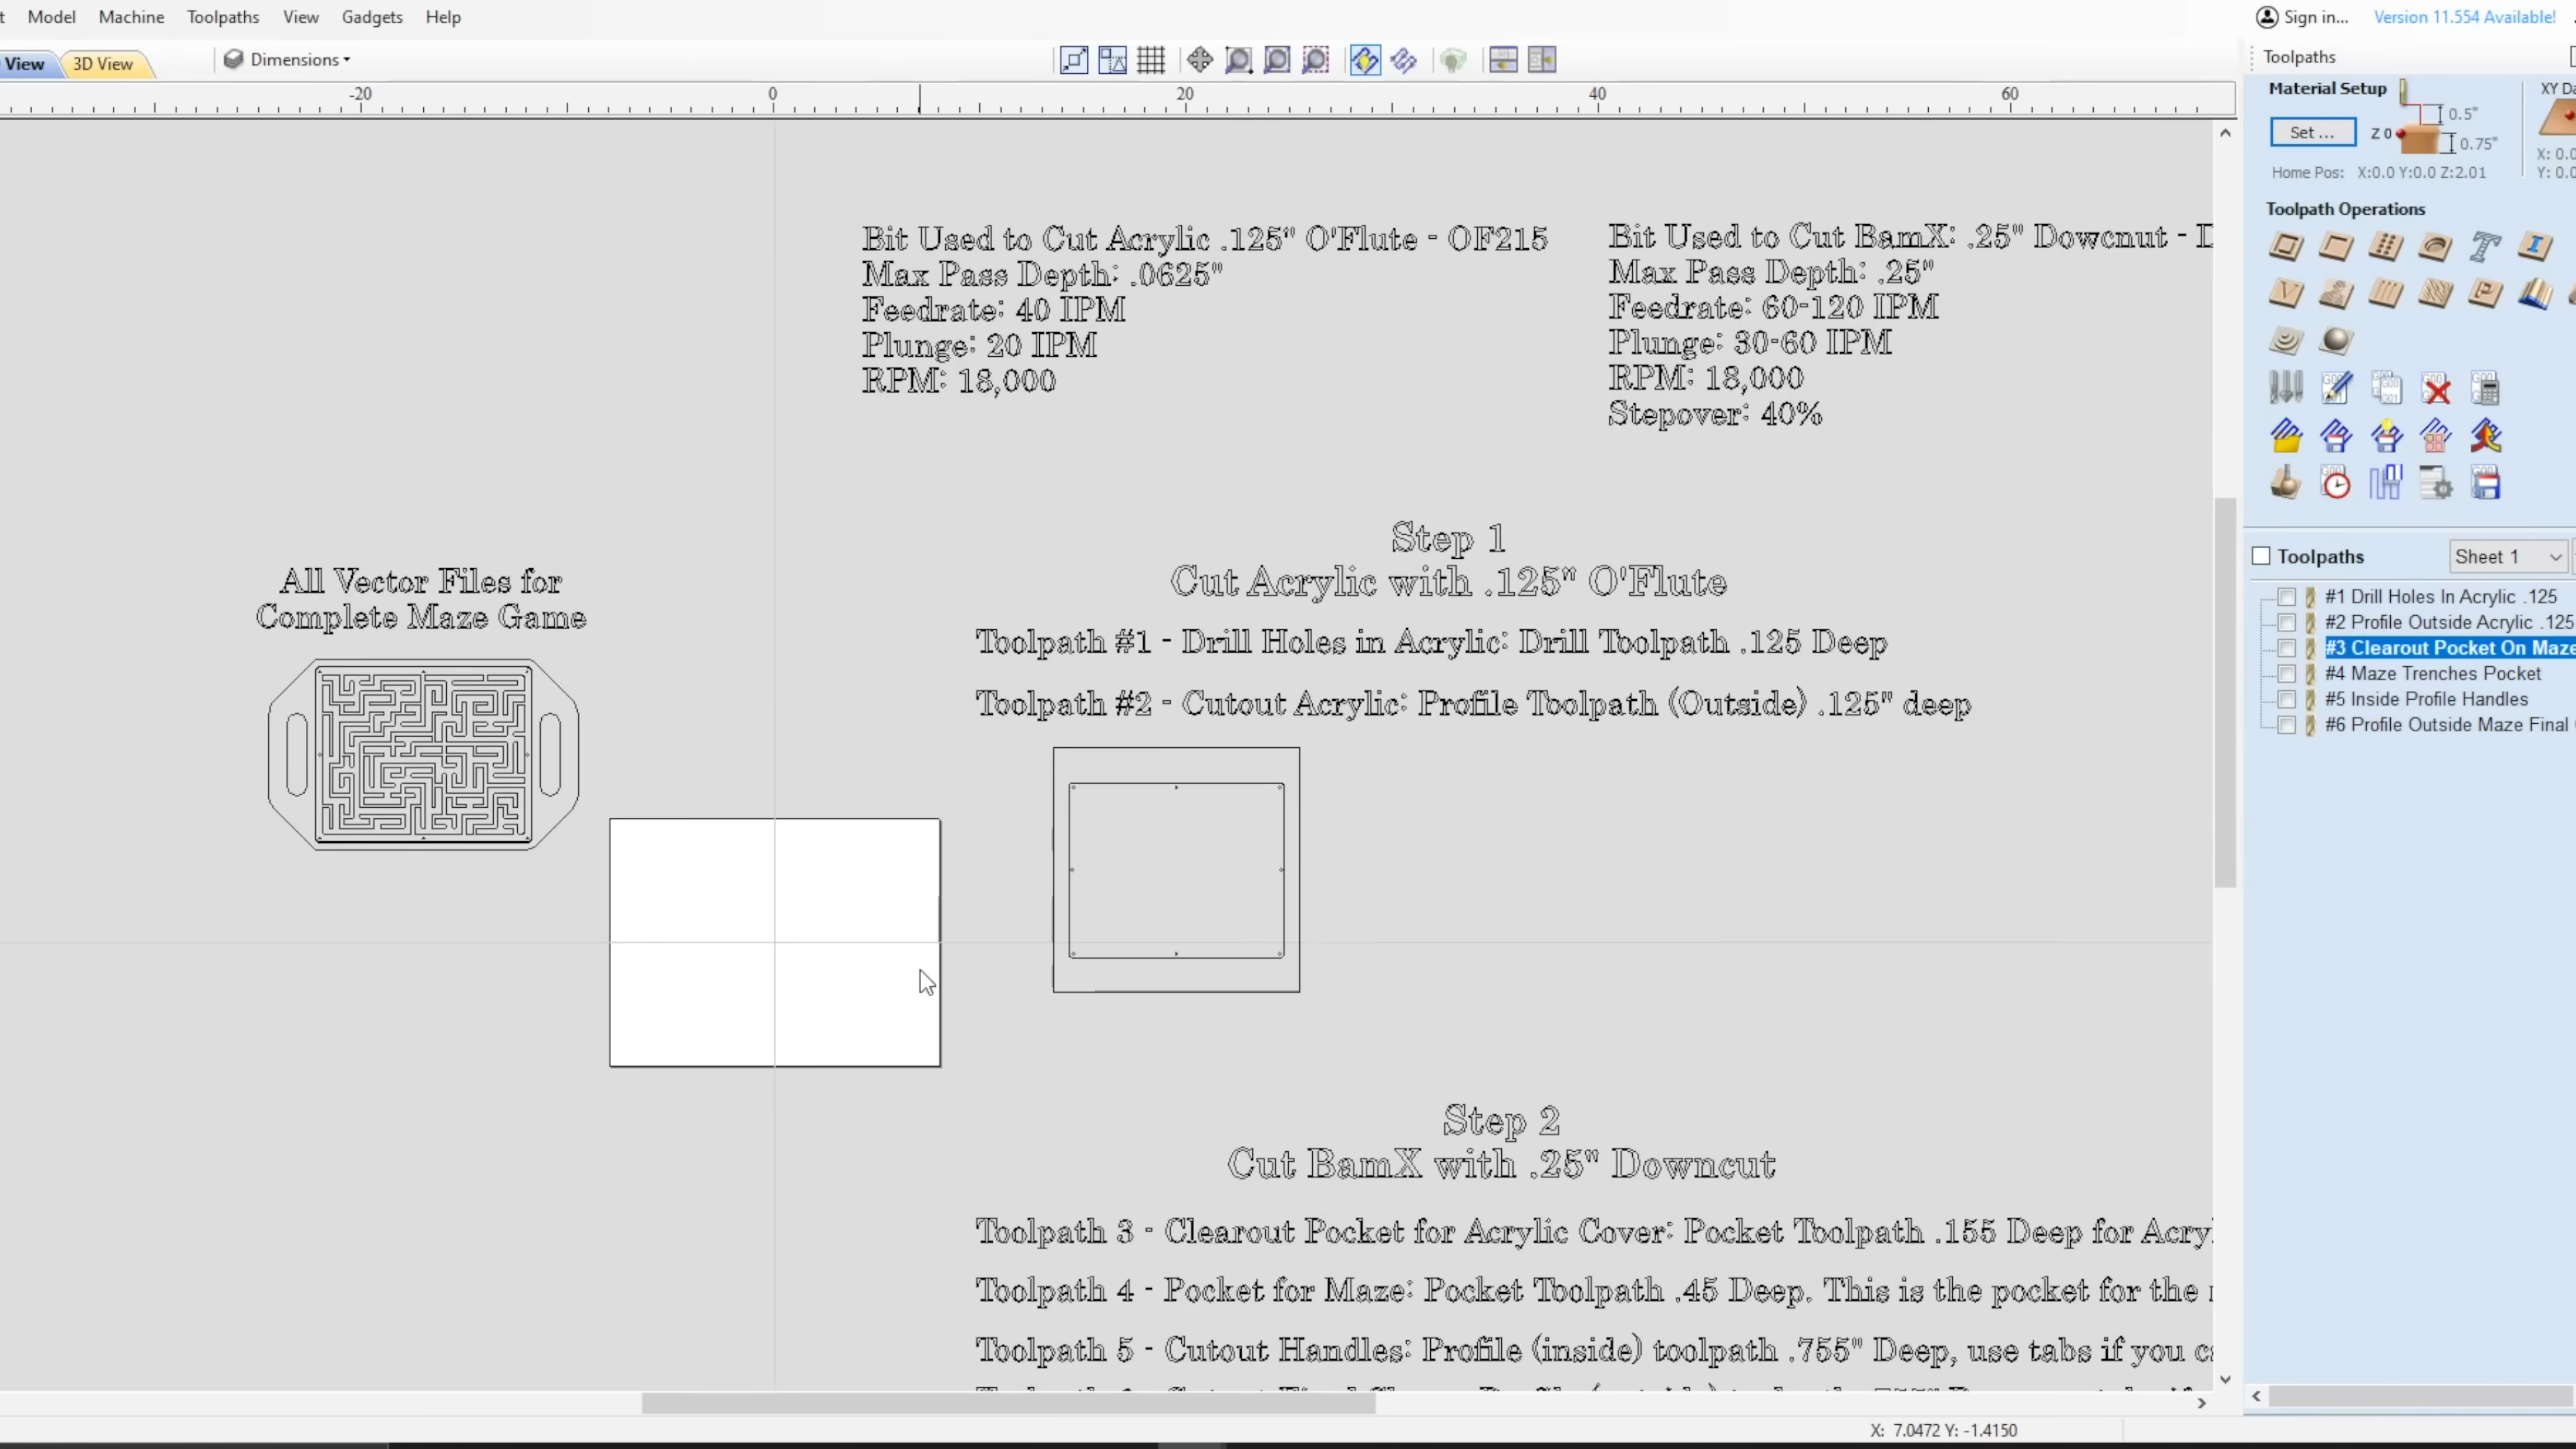 Model Machine Toolpaths View Gadgets Help
Sign in... Version 11.554 Available!
View 3D View Dimensions
Toolpaths
-20 0 20 40 60
Material Setup
Set ... Z 0 0.5" 0.75"
Home Pos: X:0.0 Y:0.0 Z:2.01
Toolpath Operations
Bit Used to Cut Acrylic .125" O'Flute - OF215
Max Pass Depth: .0625"
Feedrate: 40 IPM
Plunge: 20 IPM
RPM: 18,000
Bit Used to Cut BamX: .25" Dowcnut -
Max Pass Depth: .25"
Feedrate: 60-120 IPM
Plunge: 30-60 IPM
RPM: 18,000
Stepover: 40%
Step 1
Cut Acrylic with .125" O'Flute
Toolpath #1 - Drill Holes in Acrylic: Drill Toolpath .125 Deep
Toolpath #2 - Cutout Acrylic: Profile Toolpath (Outside) .125" deep
All Vector Files for
Complete Maze Game
Step 2
Cut BamX with .25" Downcut
Toolpath 3 - Clearout Pocket for Acrylic Cover: Pocket Toolpath .155 Deep for
Toolpath 4 - Pocket for Maze: Pocket Toolpath .45 Deep. This is the pocket for the
Toolpath 5 - Cutout Handles: Profile (inside) toolpath .755" Deep, use tabs if you
Toolpaths Sheet 1
#1 Drill Holes In Acrylic .125
#2 Profile Outside Acrylic .125
#3 Clearout Pocket On Maze
#4 Maze Trenches Pocket
#5 Inside Profile Handles
#6 Profile Outside Maze Final
X: 7.0472 Y: -1.4150